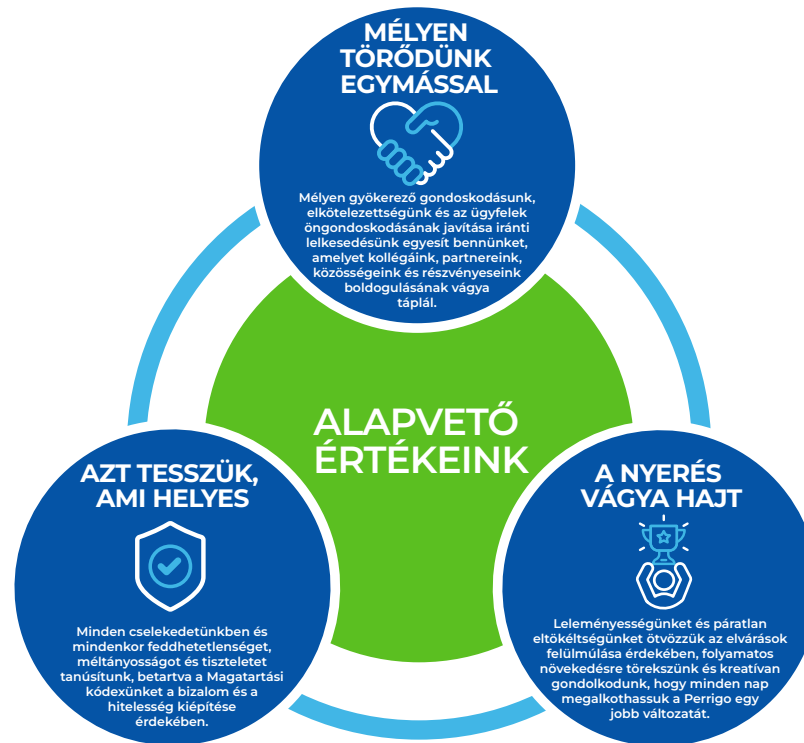 MÉLYEN
TÖRŐDÜNK
EGYMÁSSAL
Mélyen gyökerező gondoskodásunk,
elkötelezettségünk és az ügyfelek
öngondoskodásának javítása iránti
lelkesedésünk egyesít bennünket,
amelyet kollégáink, partnereink,
közösségeink és részvényeseink
boldogulásának vágya
táplál.
ALAPVETŐ
ÉRTÉKEINK
AZT TESSZÜK,
AMI HELYES
Minden cselekedetünkben és
mindenkor feddhetetlenséget,
méltányosságot és tiszteletet
tanúsítunk, betartva a Magatartási
kódexünket a bizalom és a
hitelesség kiépítése
érdekében.
A NYERÉS
VÁGYA HAJT
Leleményességünket és páratlan
eltökéltségünket ötvözzük az elvárások
felülmúlása érdekében, folyamatos
növekedésre törekszünk és kreatívan
gondolkodunk, hogy minden nap
megalkothassuk a Perrigo egy
jobb változatát.